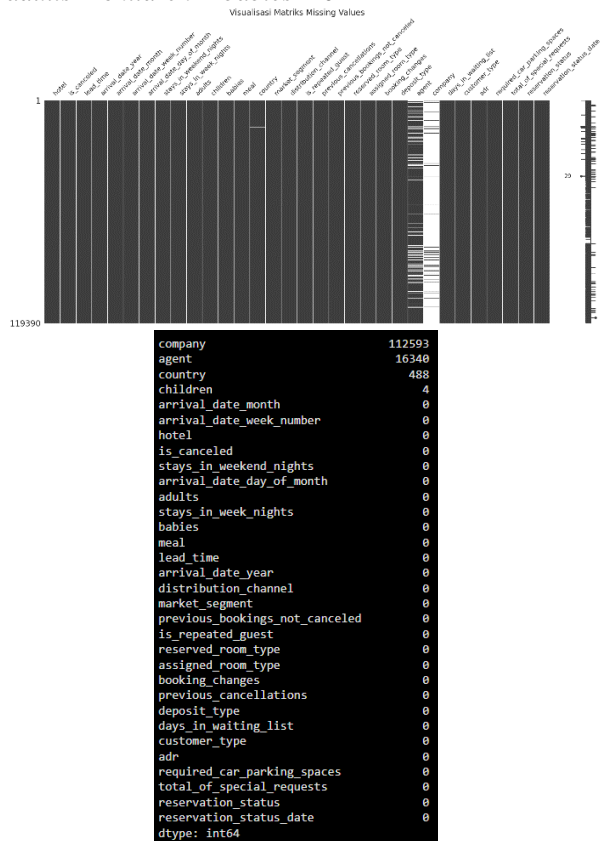 Visualisasi Matriks Missing Values
hotel
is_canceled
lead_time
arrival_date_year
arrival_date_month
arrival_date_week_number
arrival_date_day_of_month
stays_in_weekend_nights
stays_in_week_nights
adults
children
babies
meal
country
market_segment
distribution_channel
is_repeated_guest
previous_cancellations
previous_bookings_not_canceled
reserved_room_type
assigned_room_type
booking_changes
deposit_type
agent
company
days_in_waiting_list
customer_type
adr
required_car_parking_spaces
total_of_special_requests
reservation_status
reservation_status_date
1
29
119390
company 112593
agent 16340
country 488
children 4
arrival_date_month 0
arrival_date_week_number 0
hotel 0
is_canceled 0
stays_in_weekend_nights 0
arrival_date_day_of_month 0
adults 0
stays_in_week_nights 0
babies 0
meal 0
lead_time 0
arrival_date_year 0
distribution_channel 0
market_segment 0
previous_bookings_not_canceled 0
is_repeated_guest 0
reserved_room_type 0
assigned_room_type 0
booking_changes 0
previous_cancellations 0
deposit_type 0
days_in_waiting_list 0
customer_type 0
adr 0
required_car_parking_spaces 0
total_of_special_requests 0
reservation_status 0
reservation_status_date 0
dtype: int64